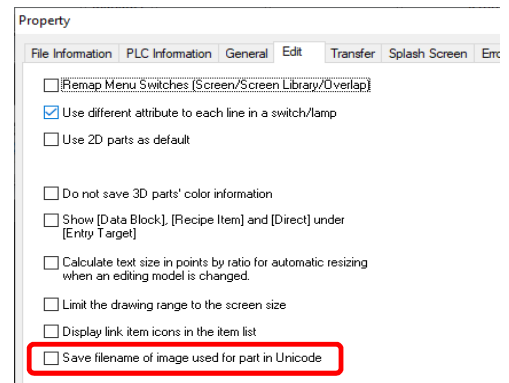 Property
File Information PLC Information General Edit Transfer Splash Screen
Remap Menu Switches (Screen/Screen Library/Overlap)
Use different attribute to each line in a switch/lamp
Use 2D parts as default
Do not save 3D parts' color information
Show [Data Block], [Recipe Item] and [Direct] under
[Entry Target]
Calculate text size in points by ratio for automatic resizing
when an editing model is changed.
Limit the drawing range to the screen size
Display link item icons in the item list
Save filename of image used for part in Unicode